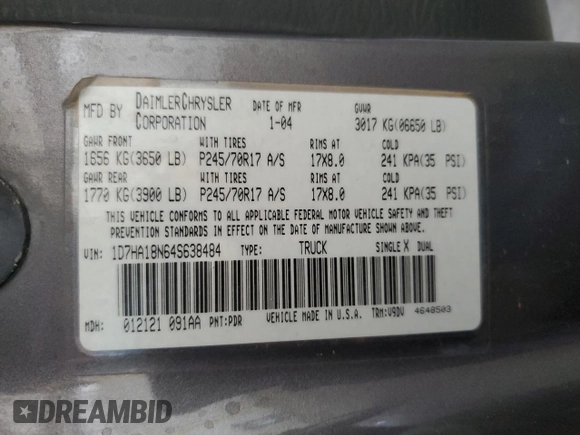 MFD BY DAIMLERCHRYSLER CORPORATION DATE OF MFR 1-04 GVWR 3017 KG(06650 LB)
GAWR FRONT WITH TIRES RIMS AT COLD
1656 KG(3650 LB) P245/70R17 A/S 17X8.0 241 KPA(35 PSI)
GAWR REAR WITH TIRES RIMS AT COLD
1770 KG(3900 LB) P245/70R17 A/S 17X8.0 241 KPA(35 PSI)
THIS VEHICLE CONFORMS TO ALL APPLICABLE FEDERAL MOTOR VEHICLE SAFETY AND THEFT
PREVENTION STANDARDS IN EFFECT ON THE DATE OF MANUFACTURE SHOWN ABOVE.
VIN: 1D7HA18N64S638484 TYPE: TRUCK SINGLE X DUAL
MDH: 012121 091AA PNT:PDR VEHICLE MADE IN U.S.A. TRM:V9DV 4648503
DREAMBID